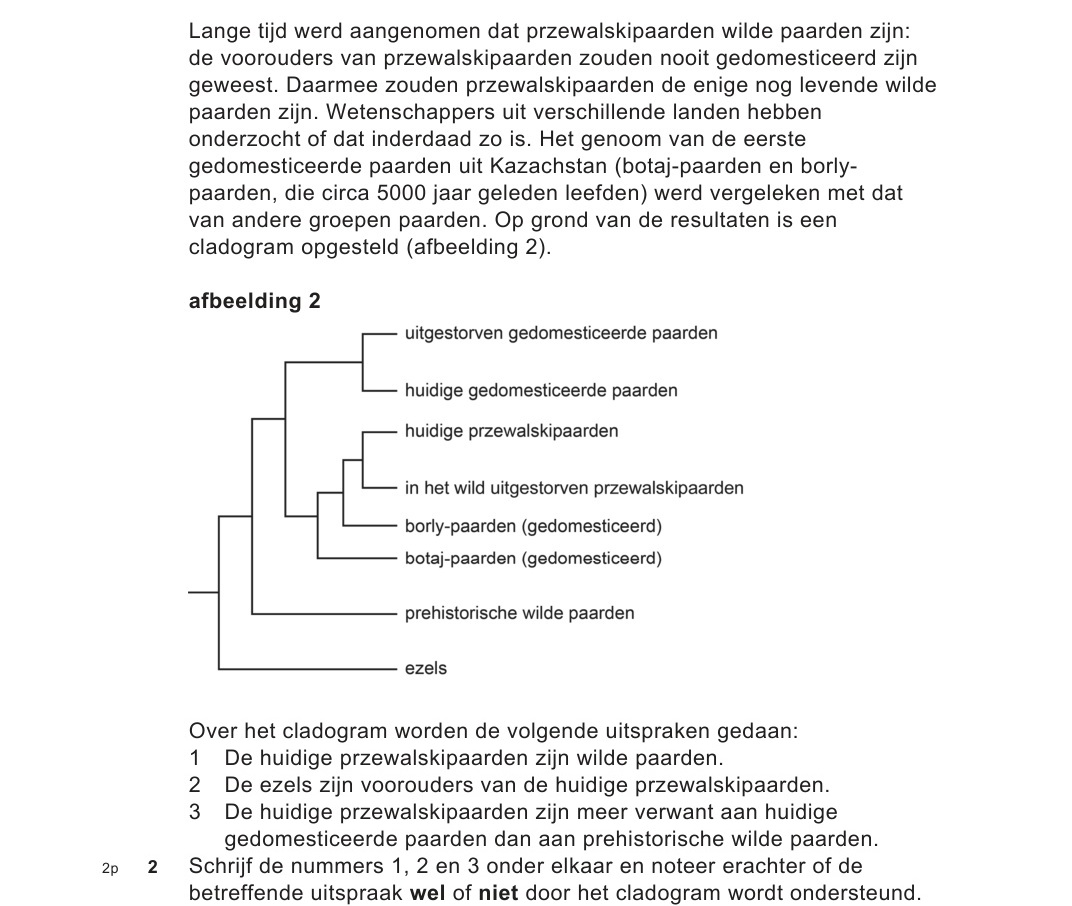 Lange tijd werd aangenomen dat przewalskipaarden wilde paarden zijn:
de voorouders van przewalskipaarden zouden nooit gedomesticeerd zijn
geweest. Daarmee zouden przewalskipaarden de enige nog levende wilde
paarden zijn. Wetenschappers uit verschillende landen hebben
onderzocht of dat inderdaad zo is. Het genoom van de eerste
gedomesticeerde paarden uit Kazachstan (botaj-paarden en borly-
paarden, die circa 5000 jaar geleden leefden) werd vergeleken met dat
van andere groepen paarden. Op grond van de resultaten is een
cladogram opgesteld (afbeelding 2).
afbeelding 2
uitgestorven gedomesticeerde paarden
huidige gedomesticeerde paarden
huidige przewalskipaarden
in het wild uitgestorven przewalskipaarden
borly-paarden (gedomesticeerd)
botaj-paarden (gedomesticeerd)
prehistorische wilde paarden
ezels
Over het cladogram worden de volgende uitspraken gedaan:
1 De huidige przewalskipaarden zijn wilde paarden.
2 De ezels zijn voorouders van de huidige przewalskipaarden.
3 De huidige przewalskipaarden zijn meer verwant aan huidige
gedomesticeerde paarden dan aan prehistorische wilde paarden.
2p 2 Schrijf de nummers 1, 2 en 3 onder elkaar en noteer erachter of de
betreffende uitspraak wel of niet door het cladogram wordt ondersteund.